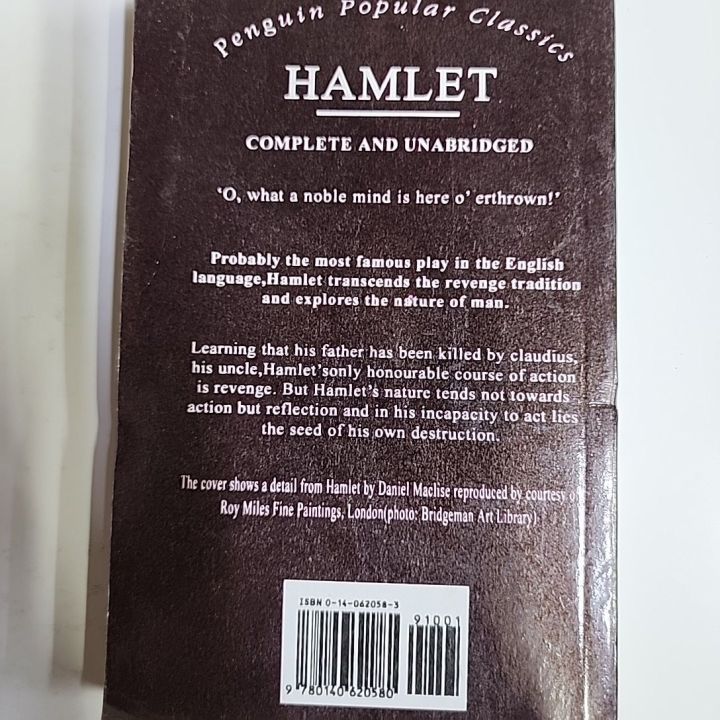 Penguin Popular Classics
HAMLET
COMPLETE AND UNABRIDGED
‘O, what a noble mind is here o’ erthrown!’
Probably the most famous play in the English
language,Hamlet transcends the revenge tradition
and explores the nature of man.
Learning that his father has been killed by claudius,
his uncle,Hamlet’sonly honourable course of action
is revenge. But Hamlet’s nature tends not towards
action but reflection and in his incapacity to act lies
the seed of his own destruction.
The cover shows a detail from Hamlet by Daniel Maclise reproduced by courtesy of
Roy Miles Fine Paintings, London(photo: Bridgeman Art Library)
ISBN 0-14-062058-3
91001
9 780140 620580